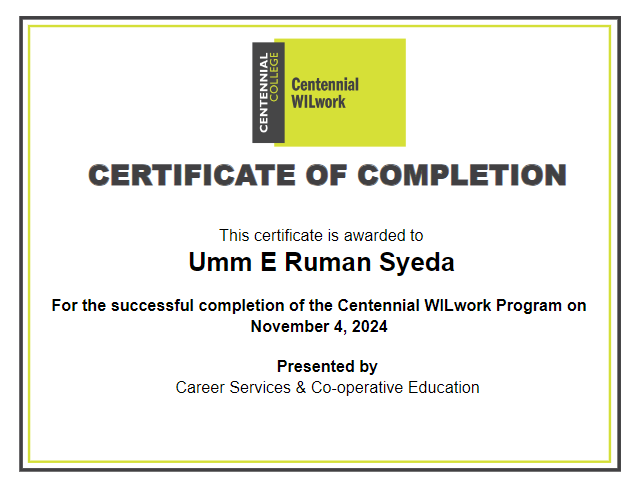 CENTENNIAL
COLLEGE
Centennial
WILwork
CERTIFICATE OF COMPLETION
This certificate is awarded to
Umm E Ruman Syeda
For the successful completion of the Centennial WILwork Program on
November 4, 2024
Presented by
Career Services & Co-operative Education